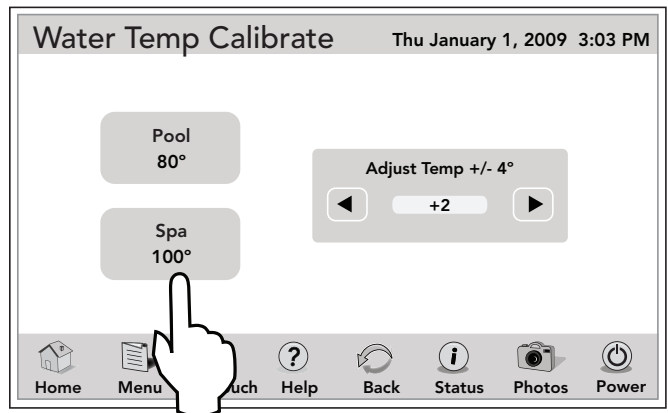 Water Temp Calibrate Thu January 1, 2009 3:03 PM
Pool
80°
Adjust Temp +/- 4°
+2
Spa
100°
i
?
Home Menu uch Help Back Status Photos Power